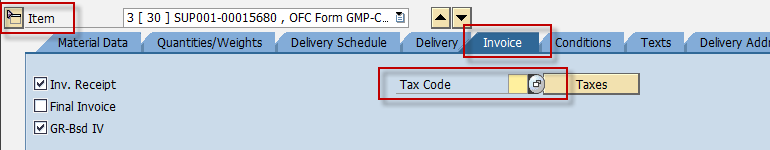 Item 3 [ 30 ] SUP001-00015680 , OFC Form GMP-C...
Material Data Quantities/Weights Delivery Schedule Delivery Invoice Conditions Texts Delivery Addr
Inv. Receipt Tax Code Taxes
Final Invoice
GR-Bsd IV